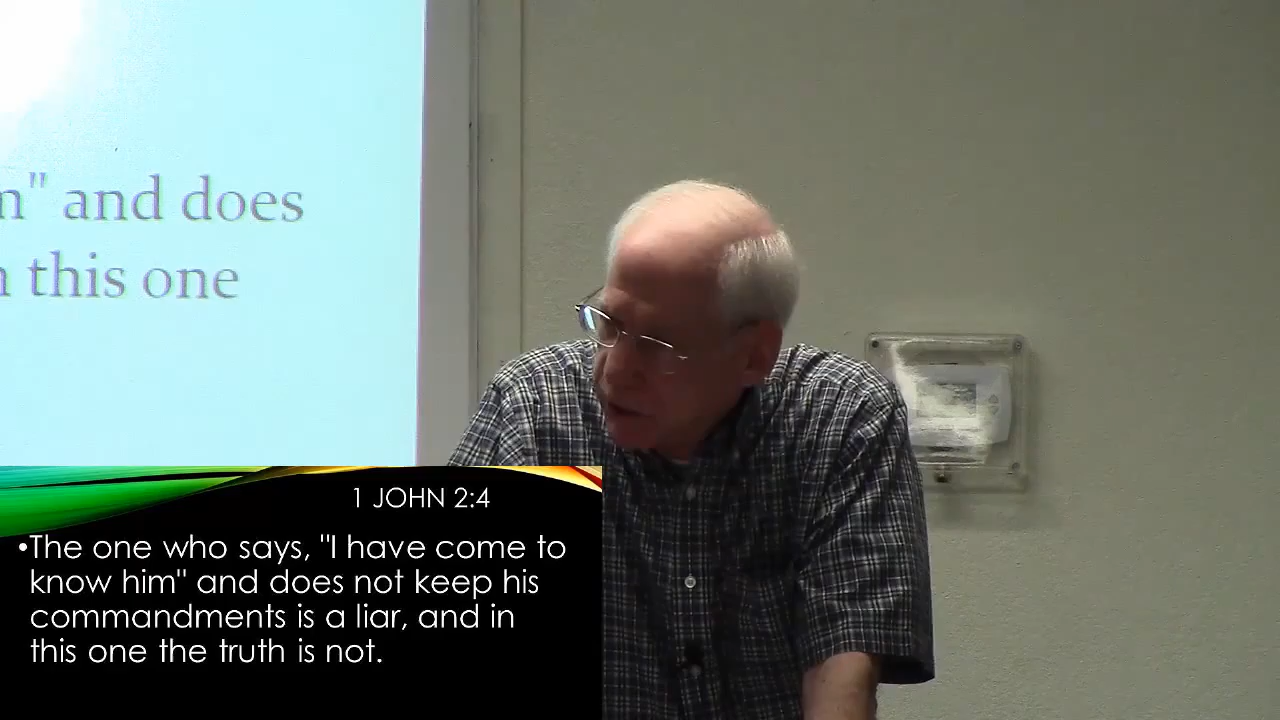 m" and does
n this one
1 JOHN 2:4
•The one who says, "I have come to
know him" and does not keep his
commandments is a liar, and in
this one the truth is not.